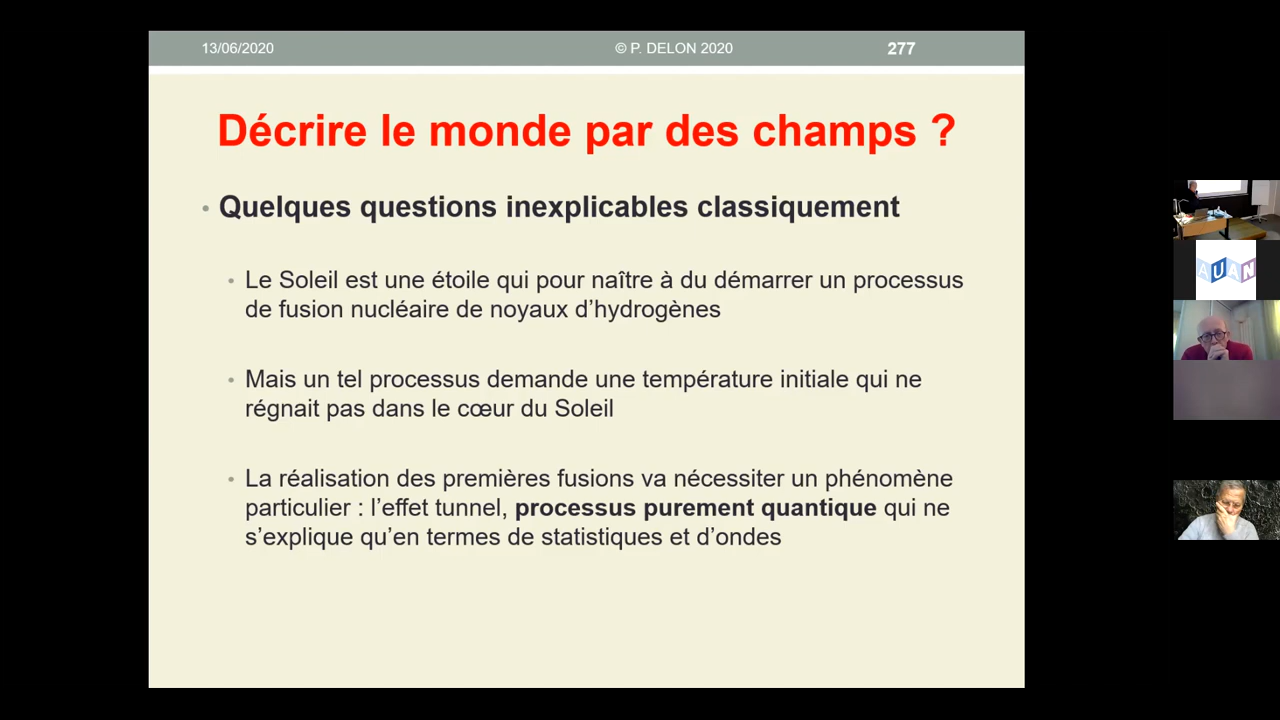 13/06/2020
© P. DELON 2020
277
Décrire le monde par des champs ?
• Quelques questions inexplicables classiquement
• Le Soleil est une étoile qui pour naître à du démarrer un processus
de fusion nucléaire de noyaux d’hydrogènes
• Mais un tel processus demande une température initiale qui ne
régnait pas dans le cœur du Soleil
• La réalisation des premières fusions va nécessiter un phénomène
particulier : l’effet tunnel, processus purement quantique qui ne
s’explique qu’en termes de statistiques et d’ondes
AUAN